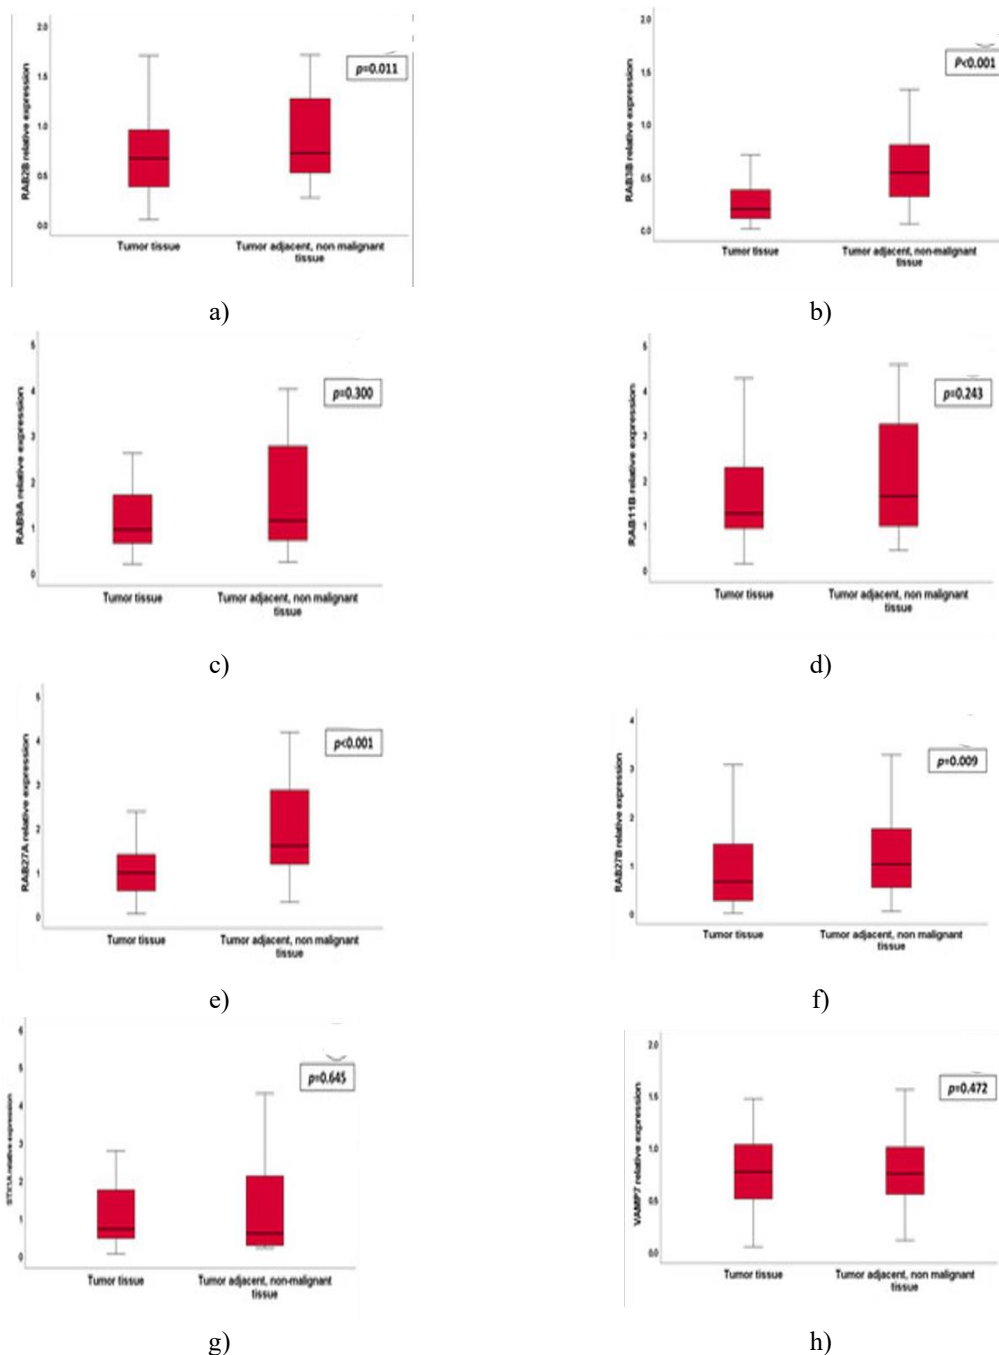 2.0
p=0.011
1.5
1.0
0.5
0.0
RAB2B relative expression
Tumor tissue
Tumor adjacent, non malignant
tissue
a)
2.0
P<0.001
1.5
1.0
0.5
0.0
RAB3B relative expression
Tumor tissue
Tumor adjacent, non-malignant
tissue
b)
5
p=0.300
4
3
2
1
0
RAB9A relative expression
Tumor tissue
Tumor adjacent, non malignant
tissue
c)
5
p=0.243
4
3
2
1
0
RAB11B relative expression
Tumor tissue
Tumor adjacent, non malignant
tissue
d)
5
p<0.001
4
3
2
1
0
RAB27A relative expression
Tumor tissue
Tumor adjacent, non malignant
tissue
e)
4
p=0.009
3
2
1
0
RAB27B relative expression
Tumor tissue
Tumor adjacent, non malignant
tissue
f)
6
p=0.645
5
4
3
2
1
0
STX1A relative expression
Tumor tissue
Tumor adjacent, non-malignant
tissue
g)
2.0
p=0.472
1.5
1.0
0.5
0.0
VAMP7 relative expression
Tumor tissue
Tumor adjacent, non malignant
tissue
h)